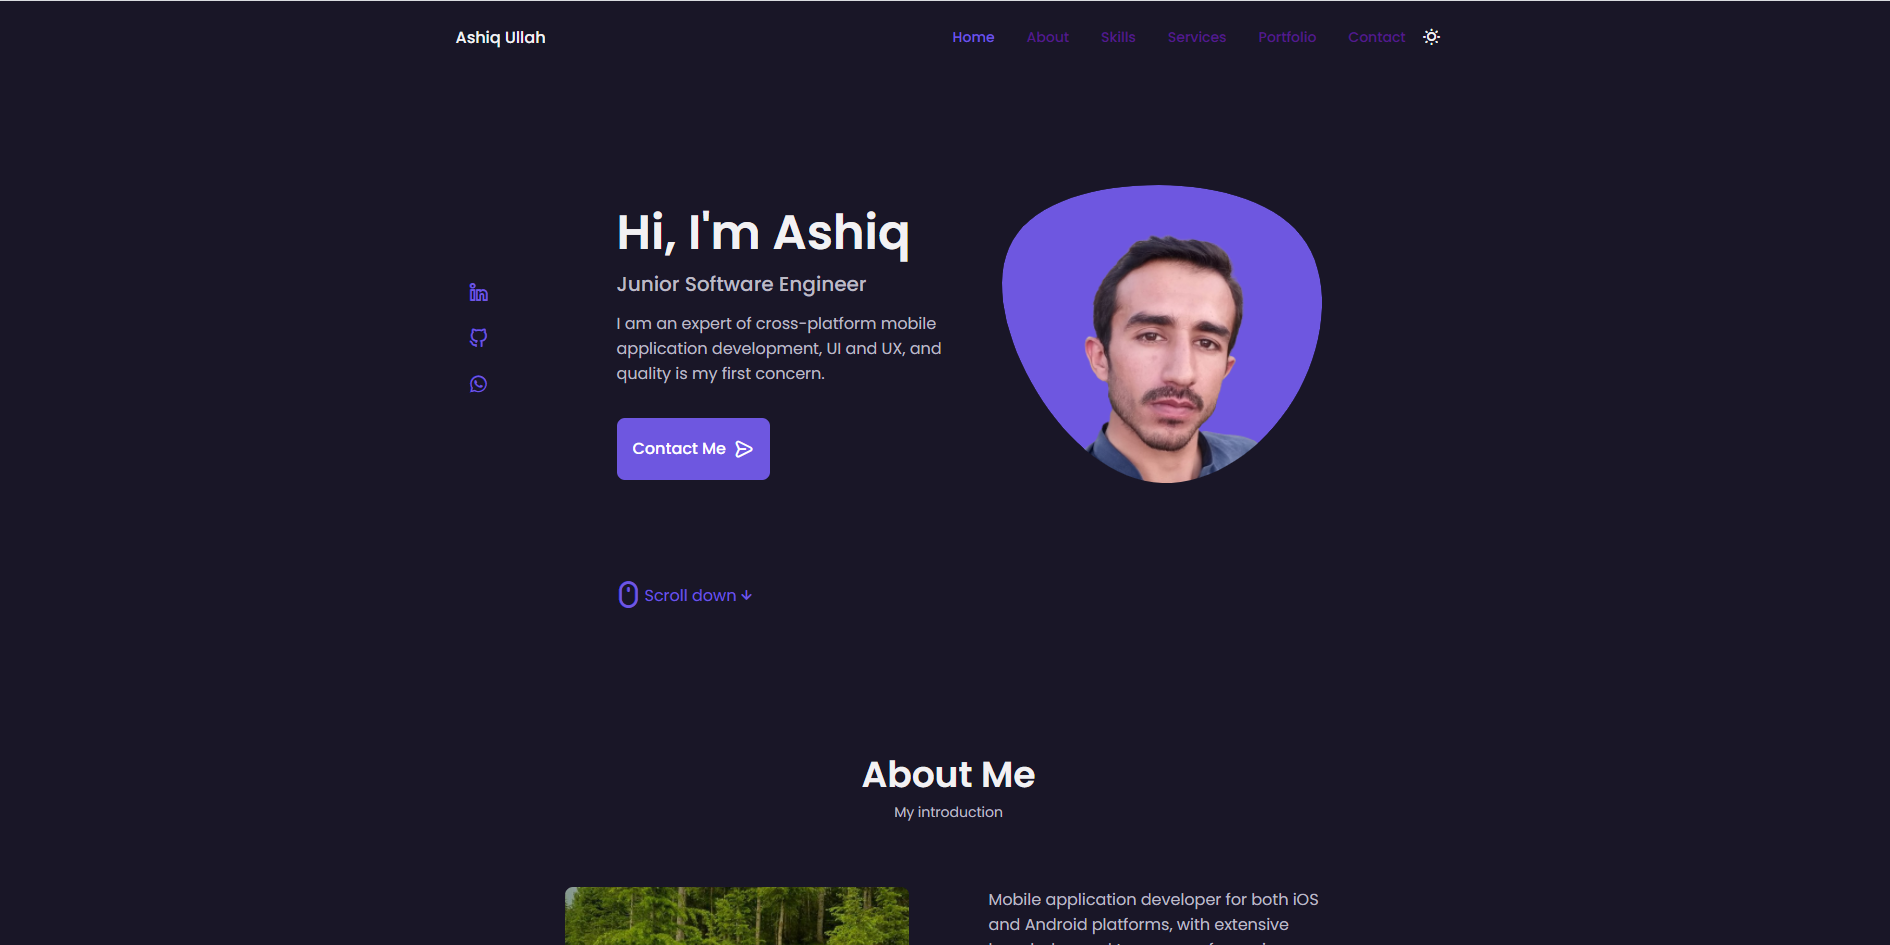 Ashiq Ullah
Home About Skills Services Portfolio Contact
Hi, I'm Ashiq
Junior Software Engineer
I am an expert of cross-platform mobile
application development, UI and UX, and
quality is my first concern.
Contact Me
Scroll down
About Me
My introduction
Mobile application developer for both iOS
and Android platforms, with extensive